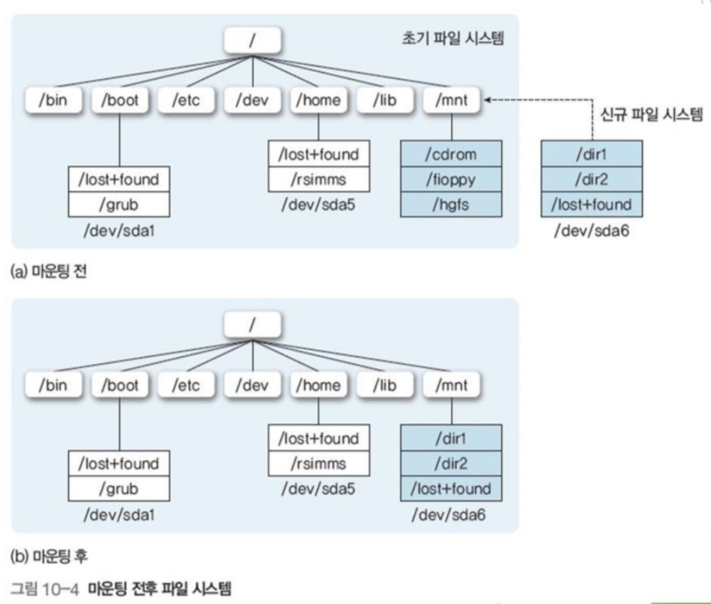 /
초기 파일 시스템
/bin
/boot
/etc
/dev
/home
/lib
/mnt
신규 파일 시스템
/lost+found
/grub
/dev/sda1
/lost+found
/rsimms
/dev/sda5
/cdrom
/fioppy
/hgfs
/dir1
/dir2
/lost+found
/dev/sda6
(a) 마운팅 전
/
/bin
/boot
/etc
/dev
/home
/lib
/mnt
/lost+found
/grub
/dev/sda1
/lost+found
/rsimms
/dev/sda5
/dir1
/dir2
/lost+found
/dev/sda6
(b) 마운팅 후
그림 10-4 마운팅 전후 파일 시스템